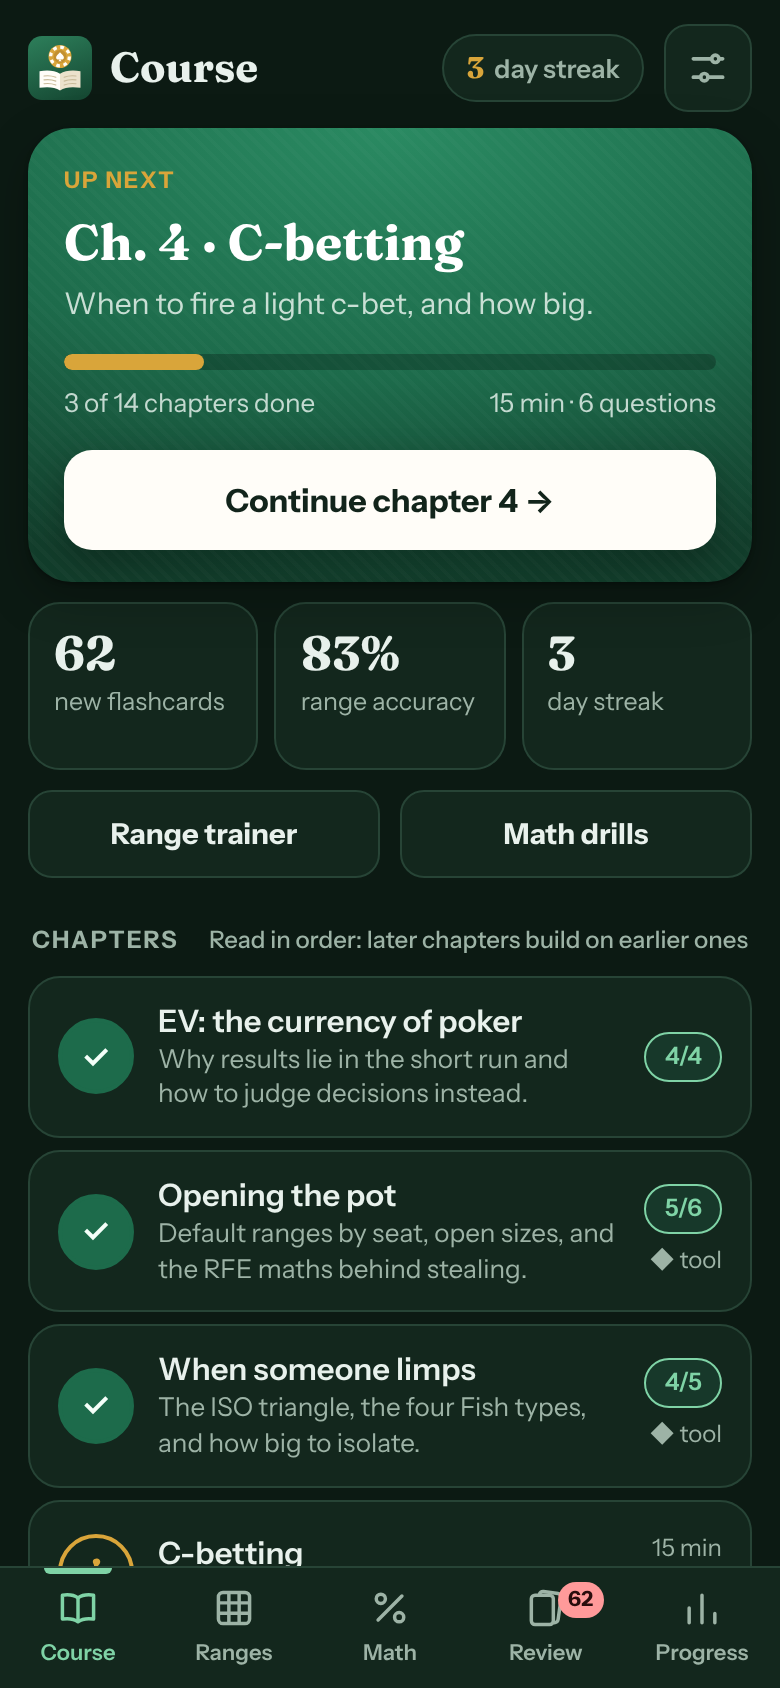 Course
3 day streak
UP NEXT
Ch. 4 · C-betting
When to fire a light c-bet, and how big.
3 of 14 chapters done
15 min · 6 questions
Continue chapter 4 →
62
new flashcards
83%
range accuracy
3
day streak
Range trainer
Math drills
CHAPTERS
Read in order: later chapters build on earlier ones
EV: the currency of poker
Why results lie in the short run and
how to judge decisions instead.
4/4
Opening the pot
Default ranges by seat, open sizes, and
the RFE maths behind stealing.
5/6
◆ tool
When someone limps
The ISO triangle, the four Fish types,
and how big to isolate.
4/5
◆ tool
C-betting
15 min
62
Course
Ranges
Math
Review
Progress